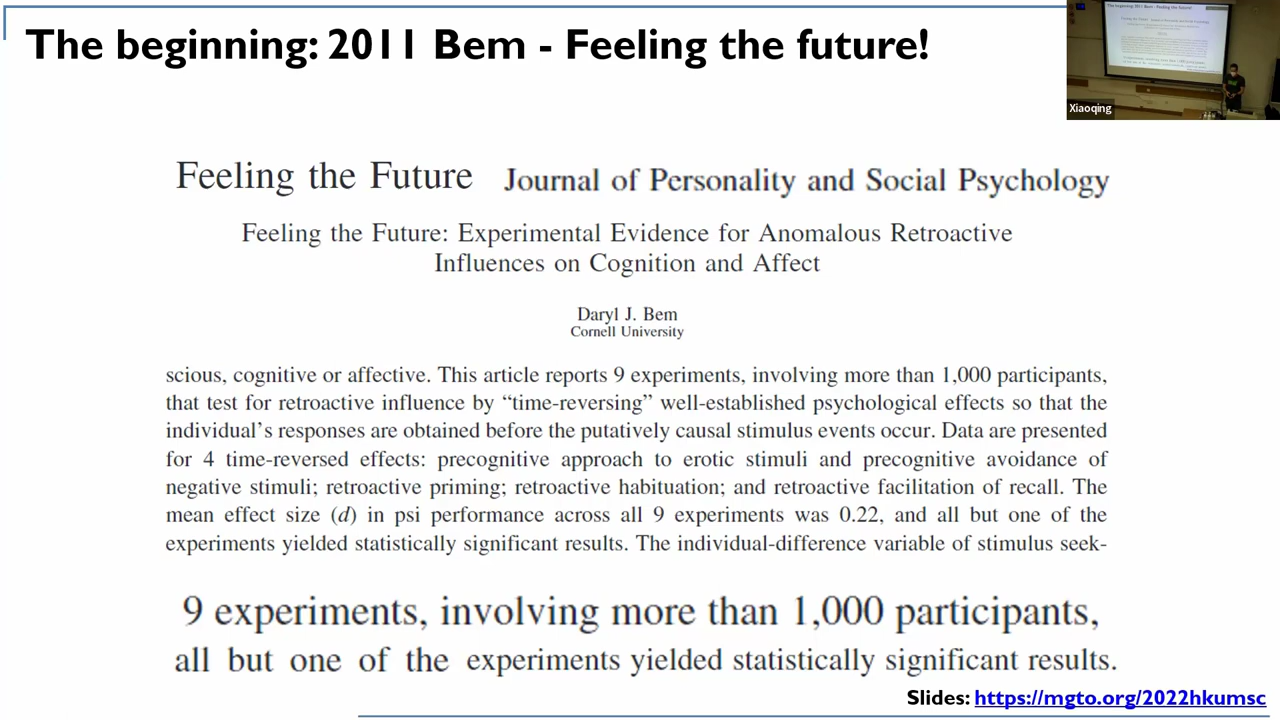 The beginning: 2011 Bem - Feeling the future!
Xiaoqing
Feeling the Future Journal of Personality and Social Psychology
Feeling the Future: Experimental Evidence for Anomalous Retroactive
Influences on Cognition and Affect
Daryl J. Bem
Cornell University
scious, cognitive or affective. This article reports 9 experiments, involving more than 1,000 participants,
that test for retroactive influence by “time-reversing” well-established psychological effects so that the
individual’s responses are obtained before the putatively causal stimulus events occur. Data are presented
for 4 time-reversed effects: precognitive approach to erotic stimuli and precognitive avoidance of
negative stimuli; retroactive priming; retroactive habituation; and retroactive facilitation of recall. The
mean effect size (d) in psi performance across all 9 experiments was 0.22, and all but one of the
experiments yielded statistically significant results. The individual-difference variable of stimulus seek-
9 experiments, involving more than 1,000 participants,
all but one of the experiments yielded statistically significant results.
Slides: https://mgto.org/2022hkumsc